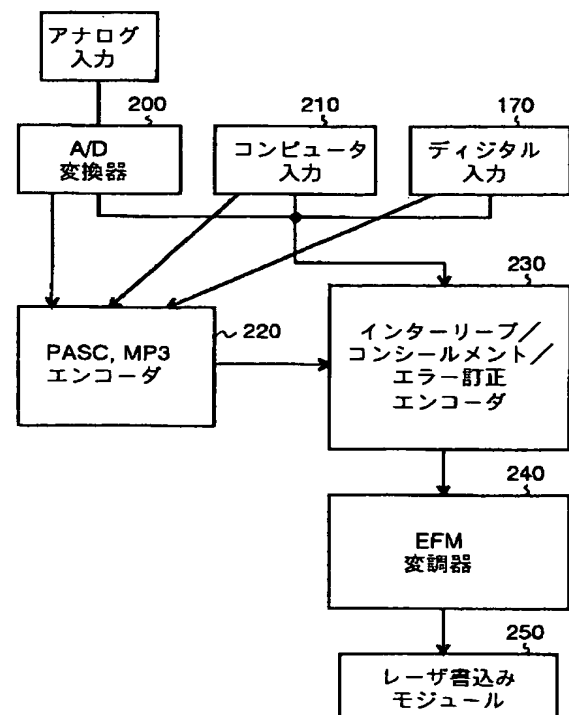 アナログ
入力
200
A/D
変換器
210
コンピュータ
入力
170
ディジタル
入力
220
PASC, MP3
エンコーダ
230
インターリーブ/
コンシールメント/
エラー訂正
エンコーダ
240
EFM
変調器
250
レーザ書込み
モジュール